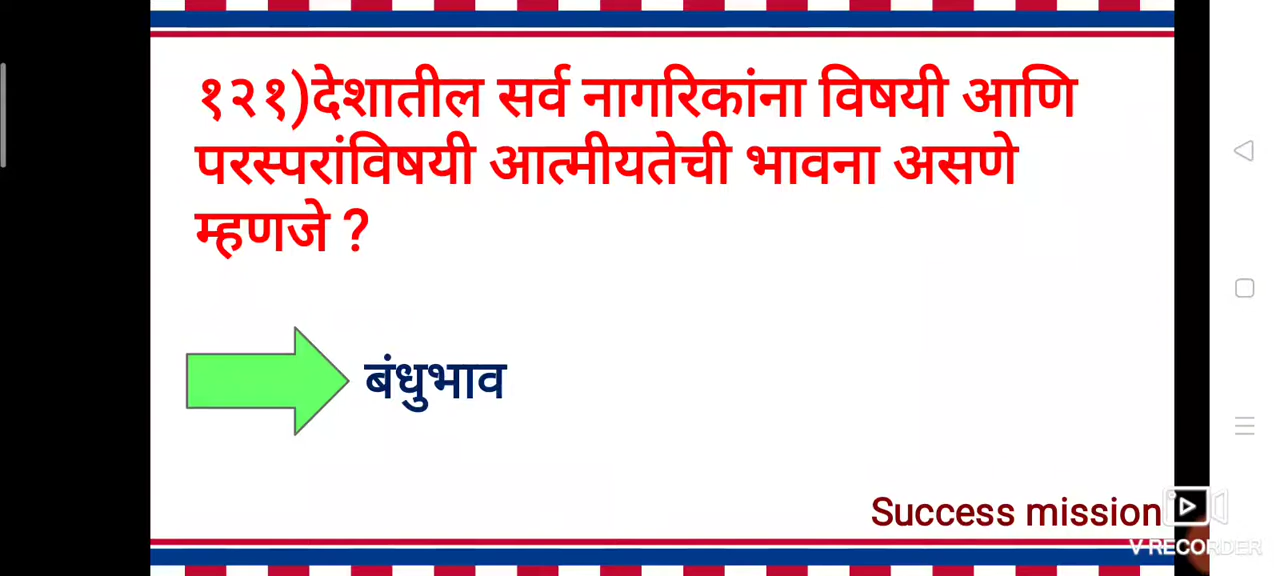 १२१)देशातील सर्व नागरिकांना विषयी आणि
परस्परांविषयी आत्मीयतेची भावना असणे
म्हणजे ?
बंधुभाव
Success mission
V RECORDER